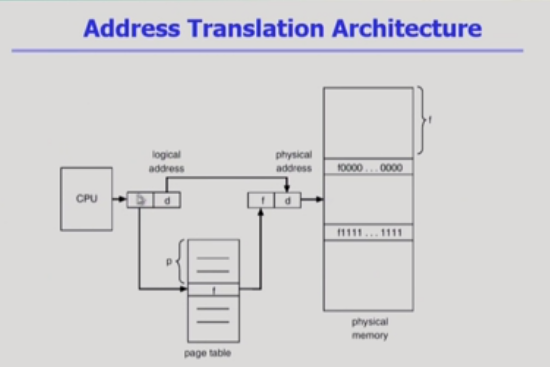 Address Translation Architecture
logical
address
physical
address
f
f0000 . . . 0000
CPU
d
f
d
f1111 . . . 1111
p
f
physical
memory
page table